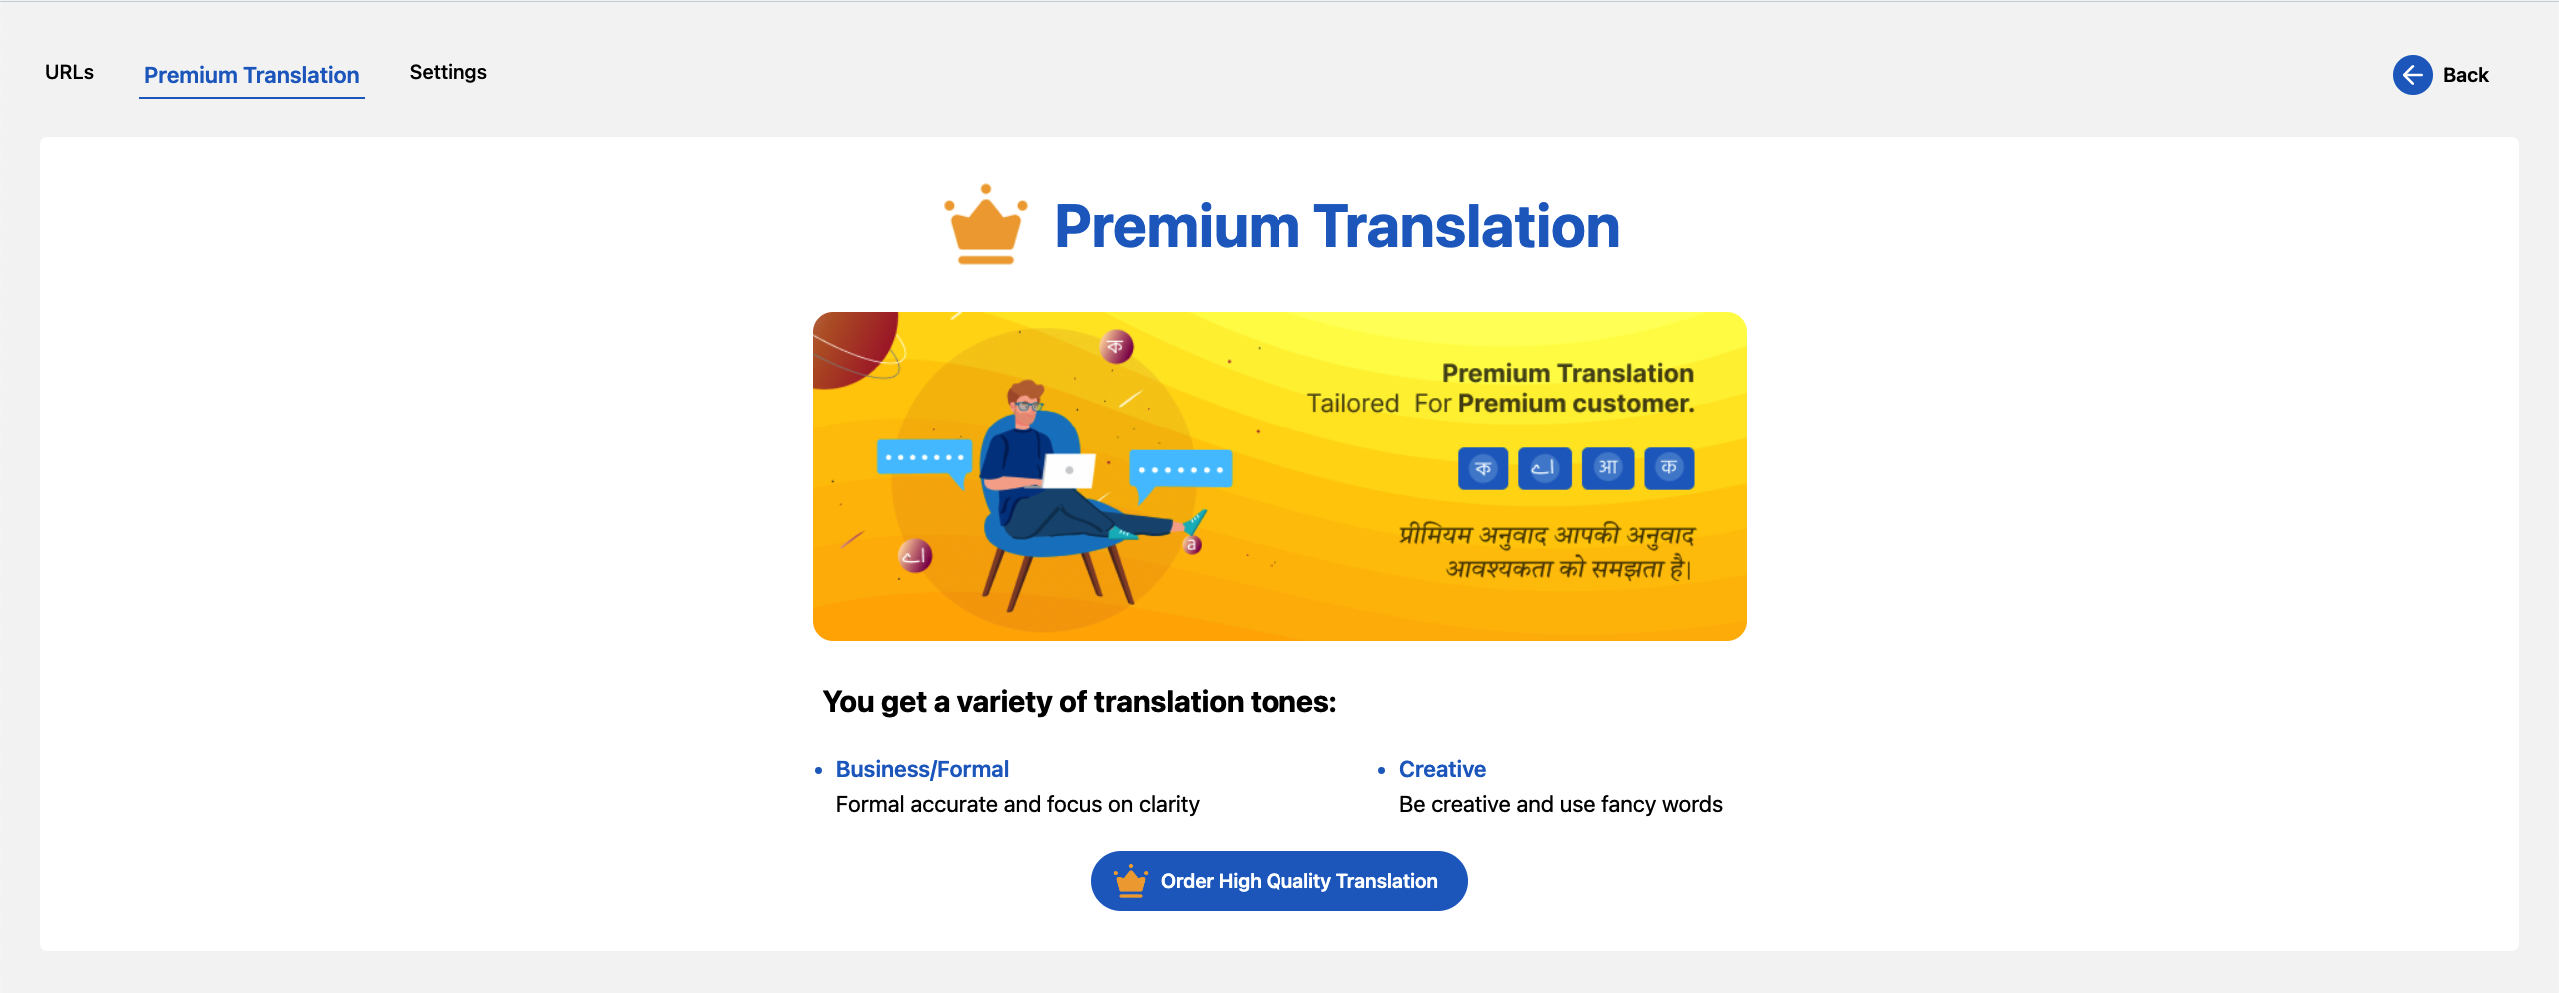 URLs
Premium Translation
Settings
Back
Premium Translation
क
Premium Translation
Tailored For Premium customer.
क اے आ क
प्रीमियम अनुवाद आपकी अनुवाद
आवश्यकता को समझता है।
اے
a
You get a variety of translation tones:
Business/Formal
Formal accurate and focus on clarity
Creative
Be creative and use fancy words
Order High Quality Translation